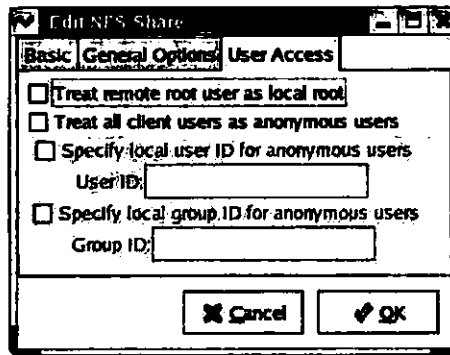 Edit NFS Share
Basic General Options User Access
Treat remote root user as local root
Treat all client users as anonymous users
Specify local user ID for anonymous users
User ID:
Specify local group ID for anonymous users
Group ID:
Cancel OK